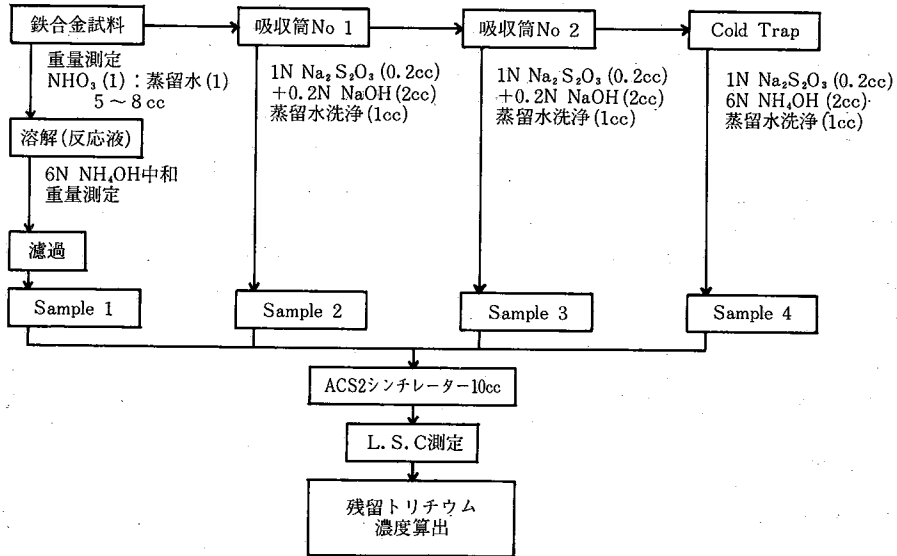 鉄合金試料
重量測定
NHO₃(1):蒸留水(1)
5~8cc
溶解(反応液)
6N NH₄OH中和
重量測定
濾過
Sample 1
吸収筒No 1
1N Na₂S₂O₃(0.2cc)
+0.2N NaOH(2cc)
蒸留水洗浄(1cc)
Sample 2
吸収筒No 2
1N Na₂S₂O₃(0.2cc)
+0.2N NaOH(2cc)
蒸留水洗浄(1cc)
Sample 3
Cold Trap
1N Na₂S₂O₃(0.2cc)
6N NH₄OH(2cc)
蒸留水洗浄(1cc)
Sample 4
ACS2シンチレーター10cc
L.S.C測定
残留トリチウム
濃度算出